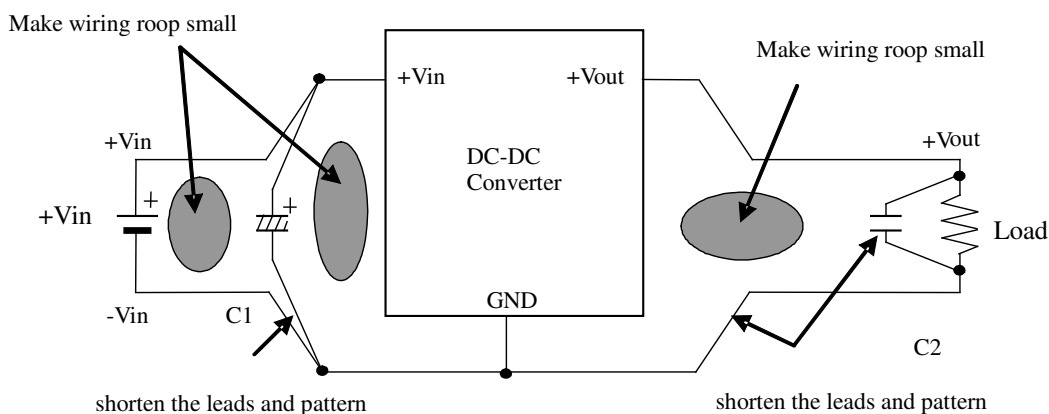 Make wiring roop small
Make wiring roop small
+Vin
+Vout
+Vin
+Vout
DC-DC
Converter
+
+
+Vin
Load
GND
-Vin
C1
C2
shorten the leads and pattern
shorten the leads and pattern